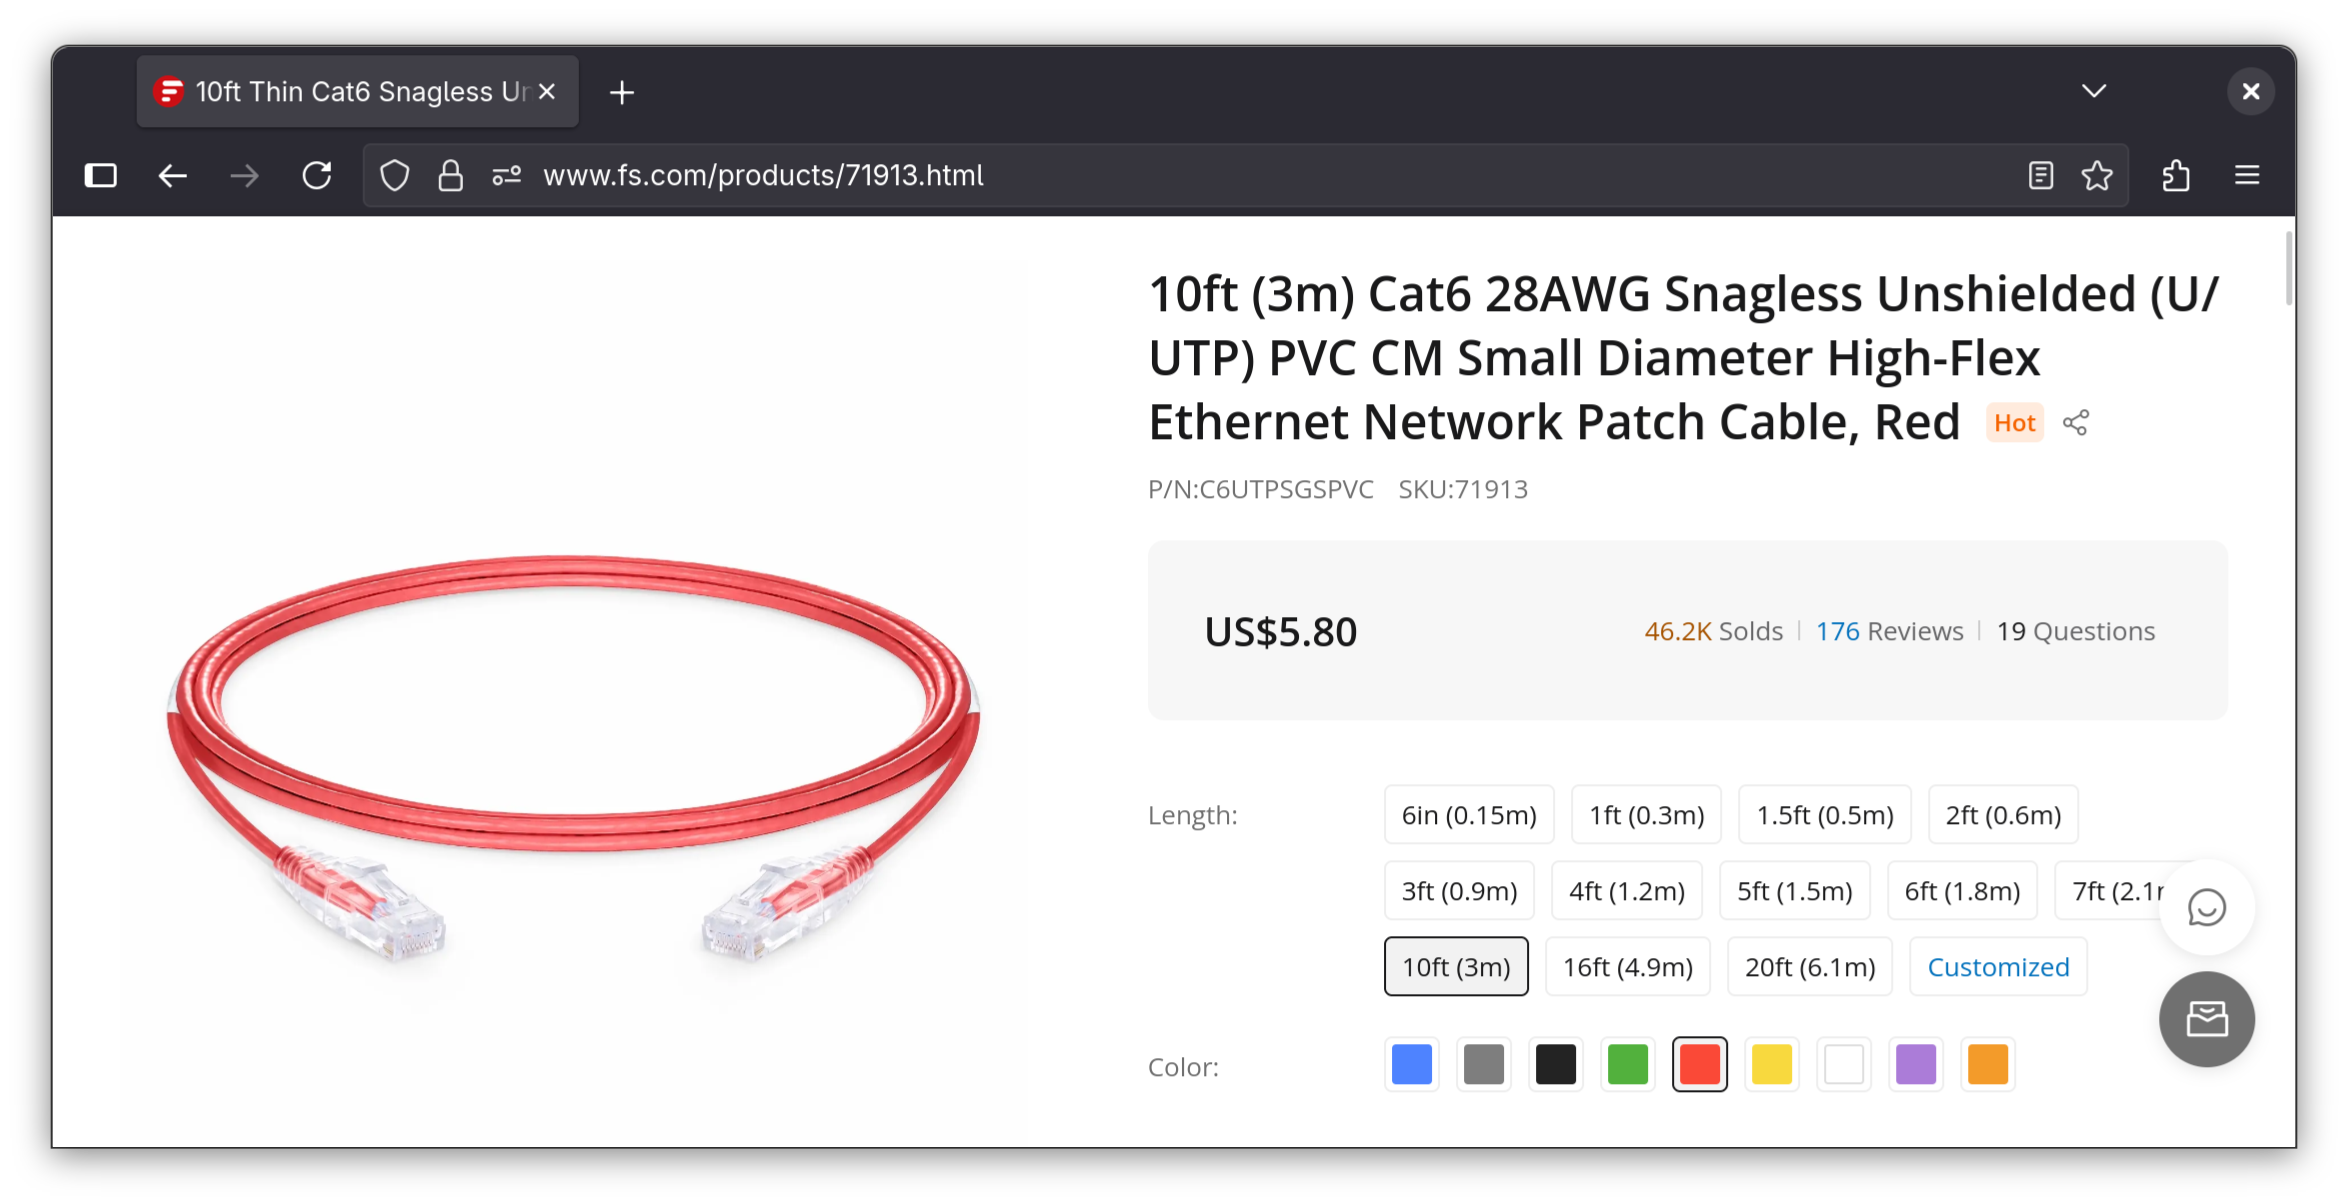 10ft Thin Cat6 Snagless Un
www.fs.com/products/71913.html
10ft (3m) Cat6 28AWG Snagless Unshielded (U/
UTP) PVC CM Small Diameter High-Flex
Ethernet Network Patch Cable, Red Hot
P/N:C6UTPSGSPVC SKU:71913
US$5.80 46.2K Solds | 176 Reviews | 19 Questions
Length: 6in (0.15m) 1ft (0.3m) 1.5ft (0.5m) 2ft (0.6m)
3ft (0.9m) 4ft (1.2m) 5ft (1.5m) 6ft (1.8m) 7ft (2.1
10ft (3m) 16ft (4.9m) 20ft (6.1m) Customized
Color: